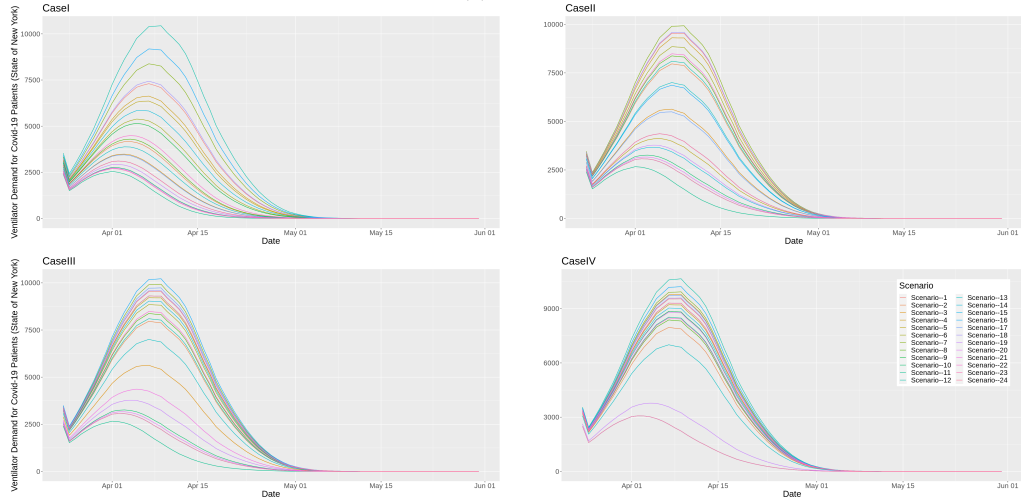 CaseI
Ventilator Demand for Covid-19 Patients (State of New York)
10000
7500
5000
2500
0
Apr 01 Apr 15 May 01 May 15 Jun 01
Date
CaseII
10000
7500
5000
2500
0
Apr 01 Apr 15 May 01 May 15 Jun 01
Date
CaseIII
Ventilator Demand for Covid-19 Patients (State of New York)
10000
7500
5000
2500
0
Apr 01 Apr 15 May 01 May 15 Jun 01
Date
CaseIV
9000
6000
3000
0
Apr 01 Apr 15 May 01 May 15 Jun 01
Date
Scenario
Scenario--1 Scenario--13
Scenario--2 Scenario--14
Scenario--3 Scenario--15
Scenario--4 Scenario--16
Scenario--5 Scenario--17
Scenario--6 Scenario--18
Scenario--7 Scenario--19
Scenario--8 Scenario--20
Scenario--9 Scenario--21
Scenario--10 Scenario--22
Scenario--11 Scenario--23
Scenario--12 Scenario--24